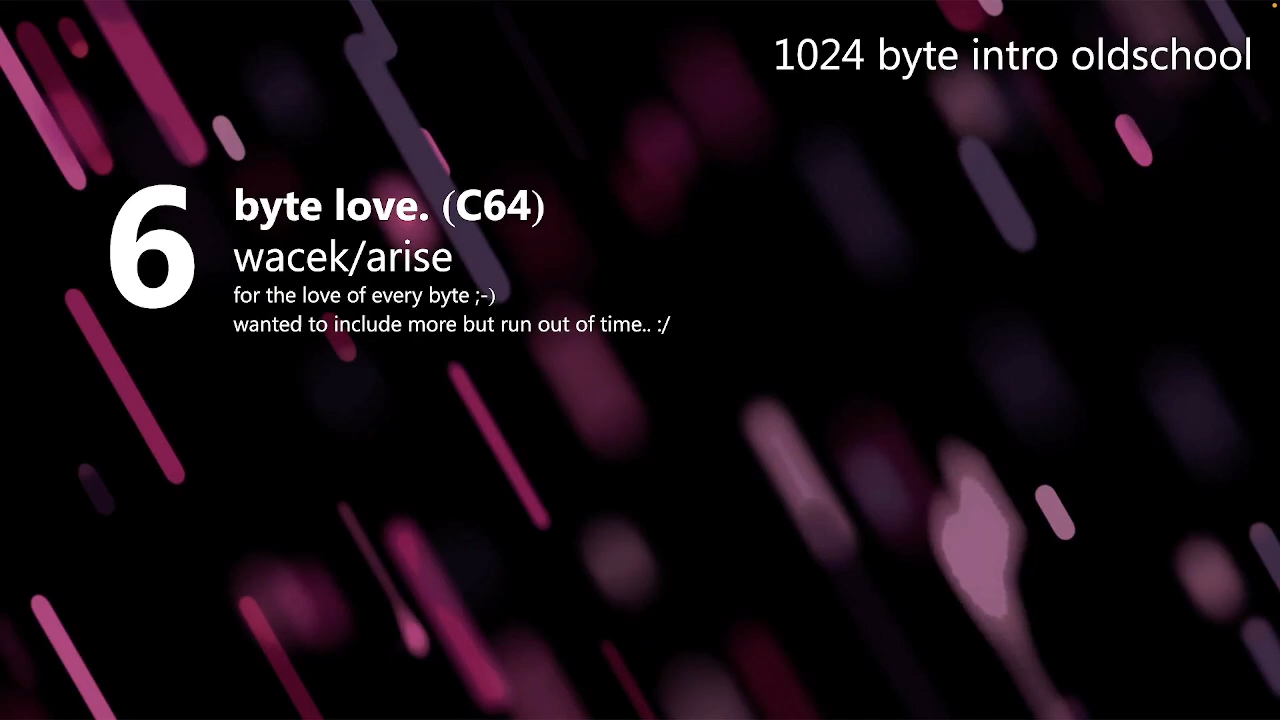 1024 byte intro oldschool
6
byte love. (C64)
wacek/arise
for the love of every byte ;-)
wanted to include more but run out of time.. :/